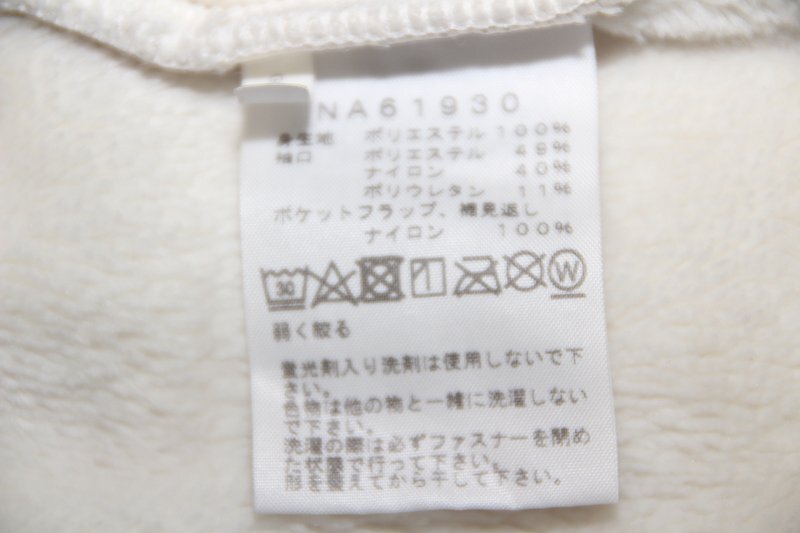 NA61930
身生地 ポリエステル 100%
袖口 ポリエステル 49%
ナイロン 40%
ポリウレタン 11%
ポケットフラップ、裾見返し
ナイロン 100%
30 W
弱く絞る
蛍光剤入り洗剤は使用しないで下
さい。
色物は他の物と一緒に洗濯しない
で下さい。
洗濯の際は必ずファスナーを閉め
た状態で行って下さい。
形を整えてから干して下さい。